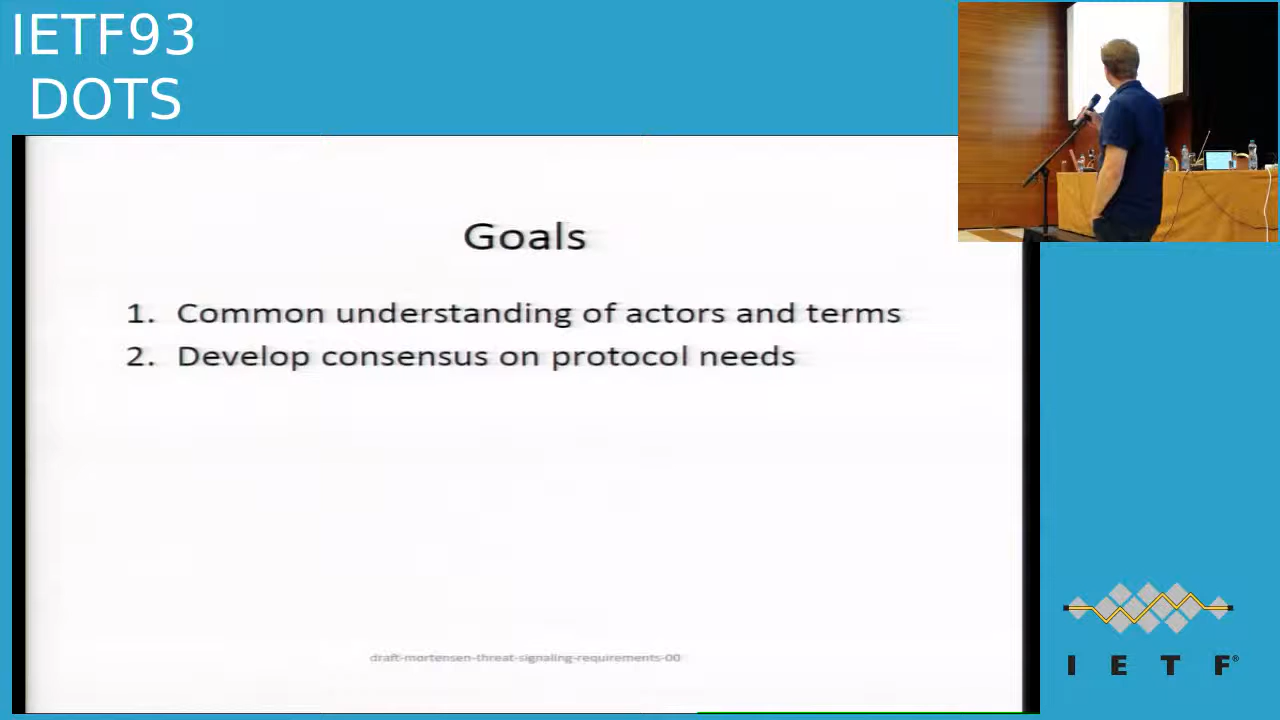 IETF93
DOTS
Goals
1. Common understanding of actors and terms
2. Develop consensus on protocol needs
draft-mortensen-threat-signaling-requirements-00
I E T F®